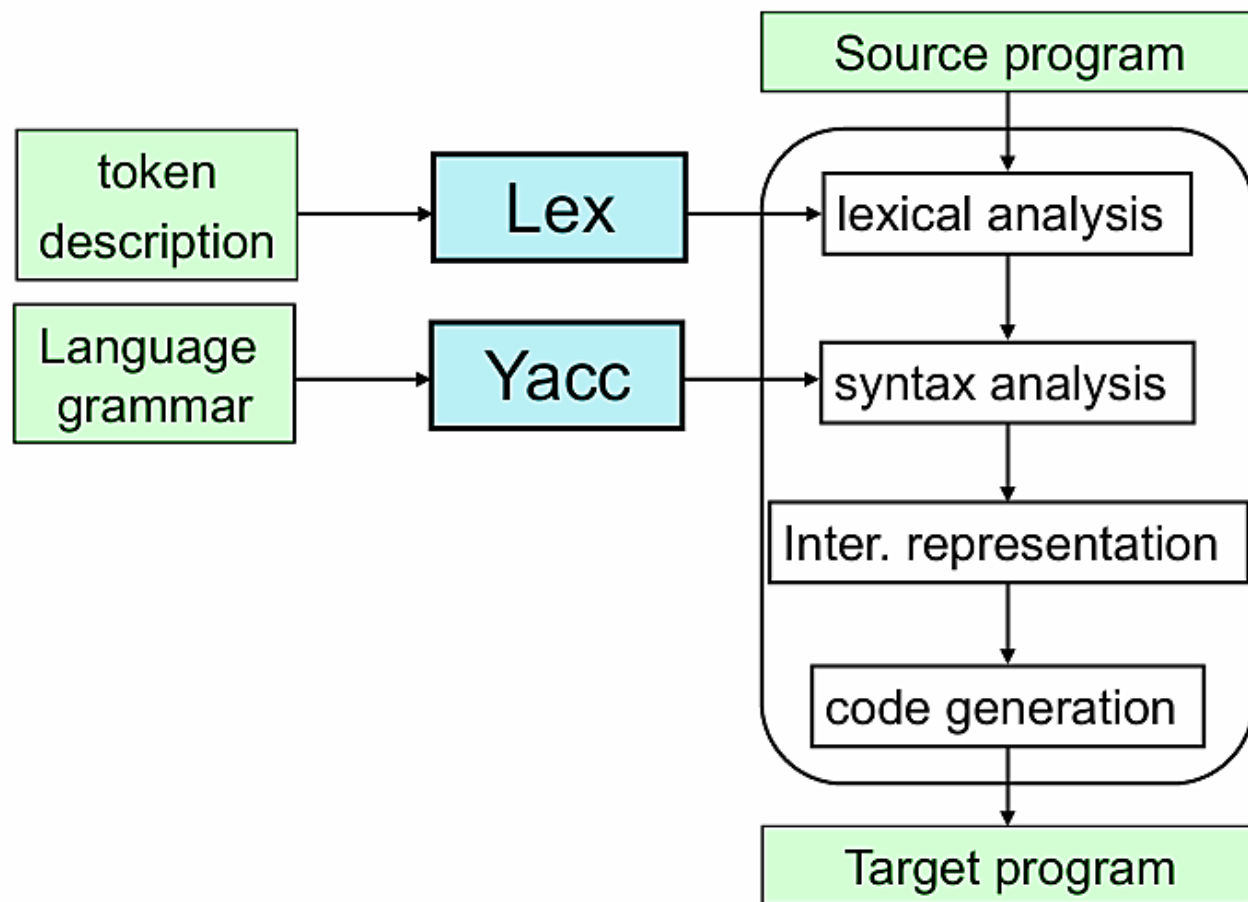 Source program
token
description
Lex
lexical analysis
Language
grammar
Yacc
syntax analysis
Inter. representation
code generation
Target program